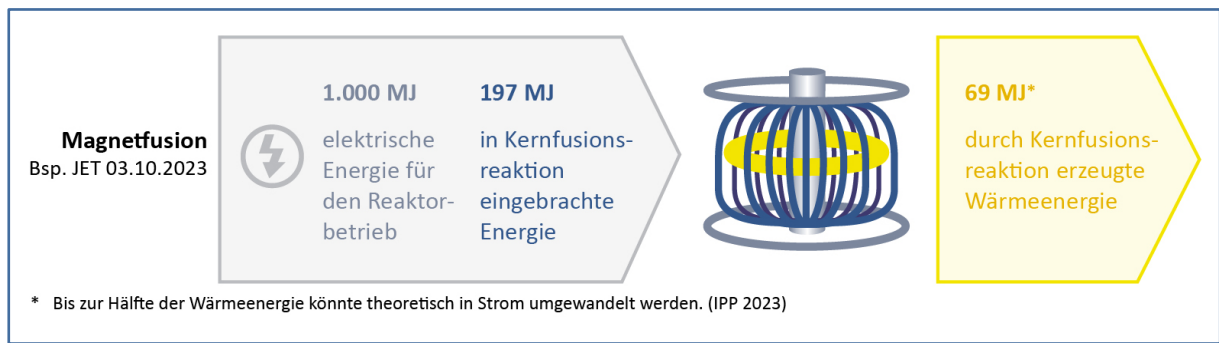 Magnetfusion
Bsp. JET 03.10.2023
1.000 MJ
elektrische
Energie für
den Reaktor-
betrieb
197 MJ
in Kernfusions-
reaktion
eingebrachte
Energie
69 MJ*
durch Kernfusions-
reaktion erzeugte
Wärmeenergie
* Bis zur Hälfte der Wärmeenergie könnte theoretisch in Strom umgewandelt werden. (IPP 2023)